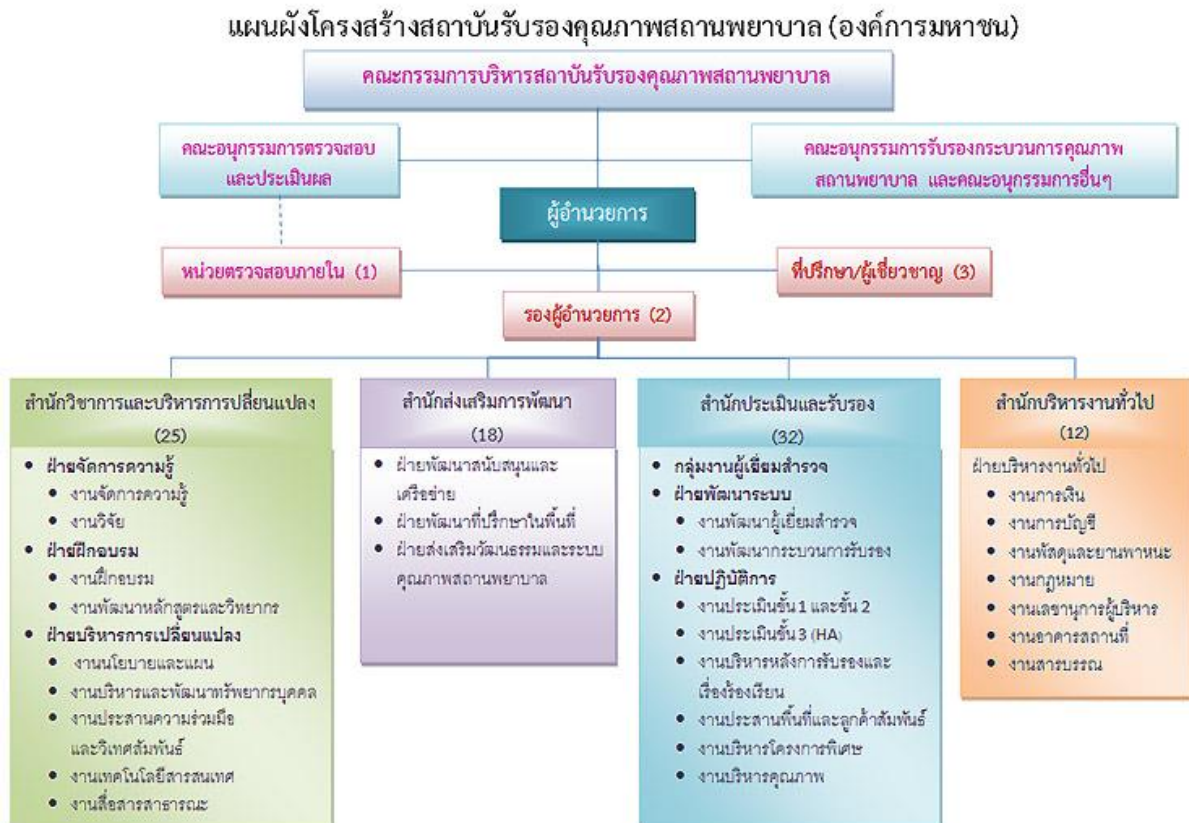 แผนผังโครงสร้างสถาบันรับรองคุณภาพสถานพยาบาล (องค์การมหาชน)
คณะกรรมการบริหารสถาบันรับรองคุณภาพสถานพยาบาล
คณะอนุกรรมการตรวจสอบ
และประเมินผล
คณะอนุกรรมการรับรองกระบวนการคุณภาพ
สถานพยาบาล และคณะอนุกรรมการอื่นๆ
ผู้อำนวยการ
หน่วยตรวจสอบภายใน (1)
ที่ปรึกษา/ผู้เชี่ยวชาญ (3)
รองผู้อำนวยการ (2)
สำนักวิชาการและบริหารการปลี่ยนแปลง
(25)
• ฝ่ายจัดการความรู้
• งานจัดการความรู้
• งานวิจัย
• ฝ่ายฝึกอบรม
• งานฝึกอบรม
• งานพัฒนาหลักสูตรและวิทยากร
• ฝ่ายบริหารการเปลี่ยนแปลง
• งานนโยบายและแผน
• งานบริหารและพัฒนาทรัพยากรบุคคล
• งานประสานความร่วมมือ
และวิเทศสัมพันธ์
• งานเทคโนโลยีสารสนเทศ
• งานสื่อสารสาธารณะ
สำนักส่งเสริมการพัฒนา
(18)
• ฝ่ายพัฒนาสนับสนุนและ
เครือข่าย
• ฝ่ายพัฒนาที่ปรึกษาในพื้นที่
• ฝ่ายส่งเสริมวัฒนธรรมและระบบ
คุณภาพสถานพยาบาล
สำนักประเมินและรับรอง
(32)
• กลุ่มงานผู้เยี่ยมสำรวจ
• ฝ่ายพัฒนาระบบ
• งานพัฒนาผู้เยี่ยมสำรวจ
• งานพัฒนากระบวนการรับรอง
• ฝ่ายปฏิบัติการ
• งานประเมินขั้น 1 และขั้น 2
• งานประเมินขั้น 3 (HA)
• งานบริหารหลังการรับรองและ
เรื่องร้องเรียน
• งานประสานพื้นที่และลูกค้าสัมพันธ์
• งานบริหารโครงการพิเศษ
• งานบริหารคุณภาพ
สำนักบริหารงานทั่วไป
(12)
ฝ่ายบริหารงานทั่วไป
• งานการเงิน
• งานการบัญชี
• งานพัสดุและยานพาหนะ
• งานกฎหมาย
• งานเลขานุการผู้บริหาร
• งานอาคารสถานที่
• งานสารบรรณ